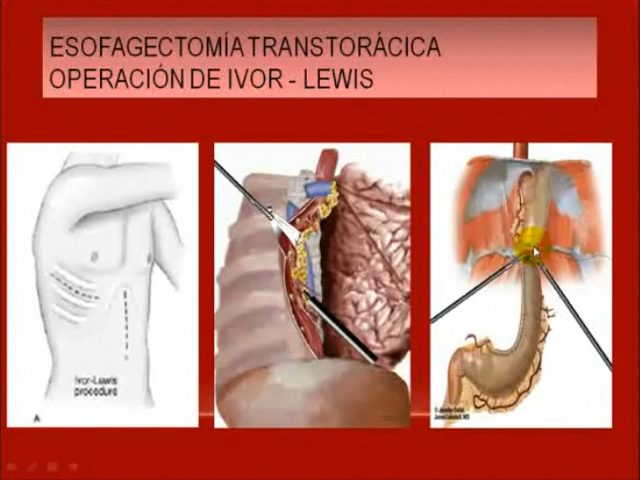 ESOFAGECTOMÍA TRANSTORÁCICA
OPERACIÓN DE IVOR - LEWIS
Ivor-Lewis
procedure
A